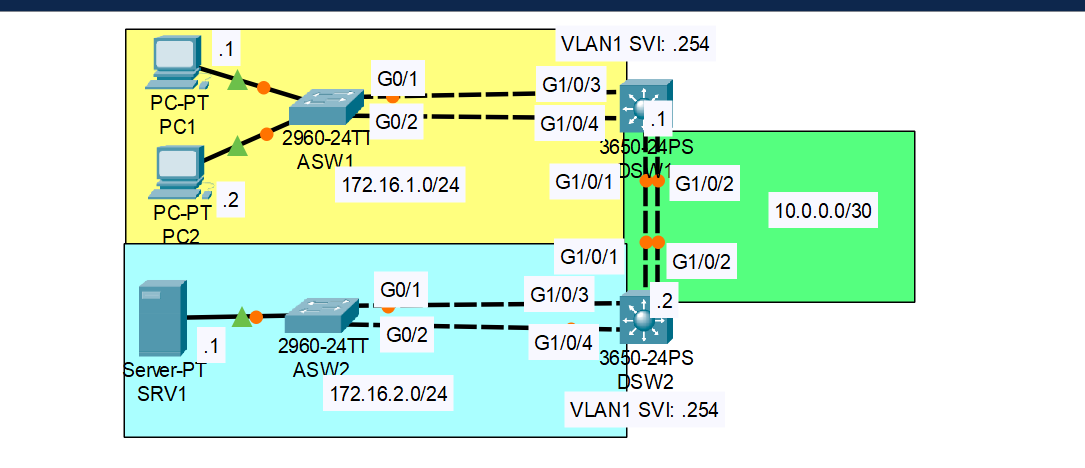 VLAN1 SVI: .254
.1
G0/1
G1/0/3
PC-PT
PC1
G0/2
G1/0/4
.1
2960-24TT
ASW1
3650-24PS
DSW1
172.16.1.0/24
G1/0/1
G1/0/2
.2
PC-PT
PC2
10.0.0.0/30
G1/0/1
G1/0/2
G0/1
G1/0/3
.2
G0/2
G1/0/4
.1
2960-24TT
ASW2
3650-24PS
DSW2
Server-PT
SRV1
172.16.2.0/24
VLAN1 SVI: .254